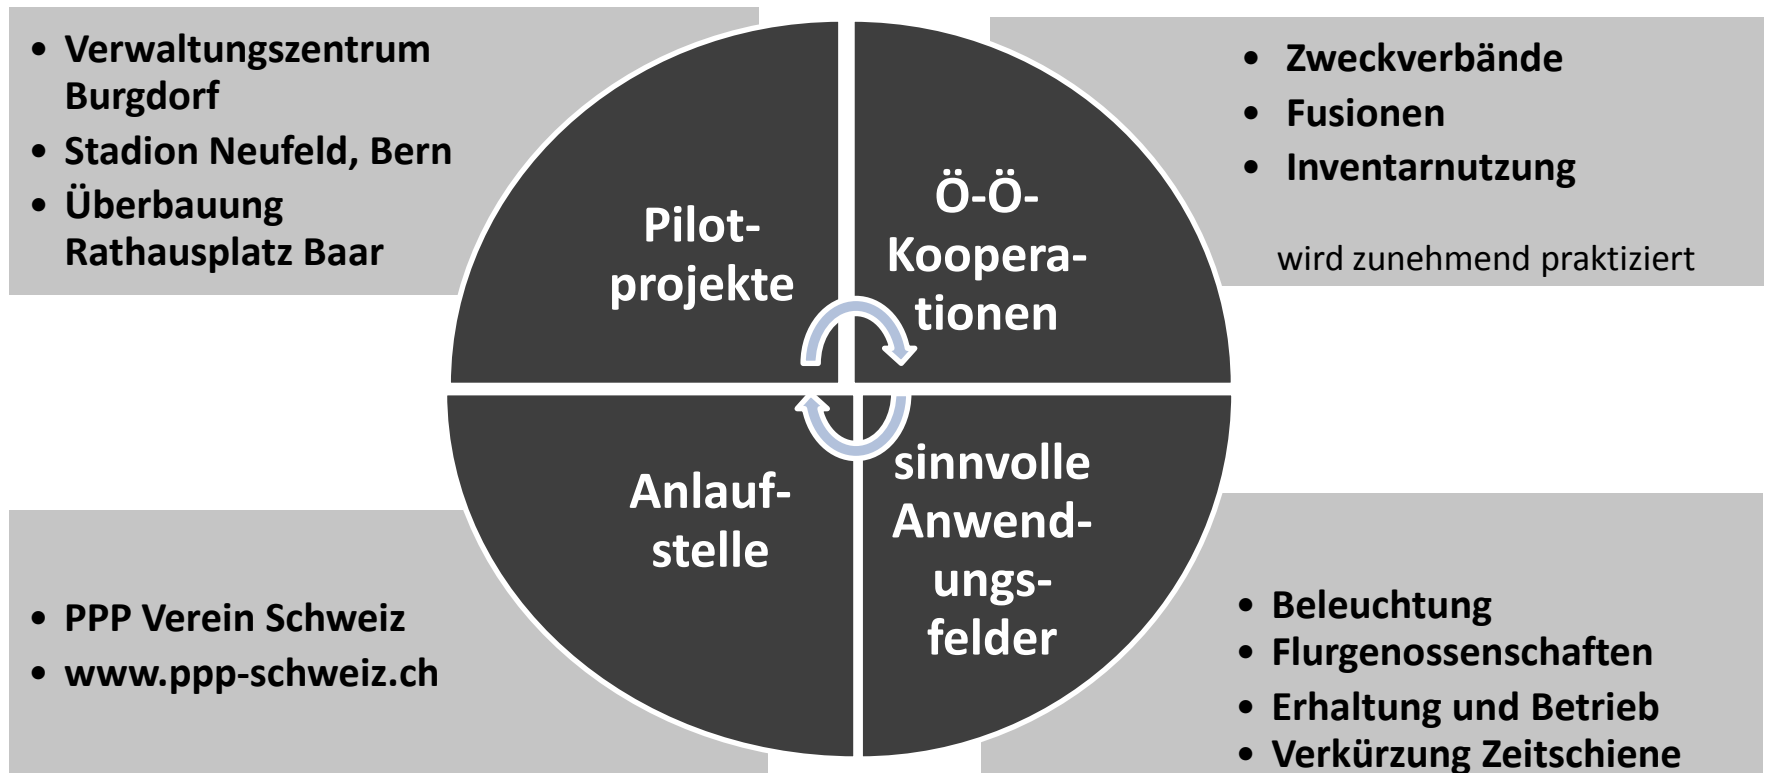 • Verwaltungszentrum
Burgdorf
• Stadion Neufeld, Bern
• Überbauung
Rathausplatz Baar
Pilot-
projekte
Ö-Ö-
Koopera-
tionen
• Zweckverbände
• Fusionen
• Inventarnutzung
wird zunehmend praktiziert
• PPP Verein Schweiz
• www.ppp-schweiz.ch
Anlauf-
stelle
sinnvolle
Anwend-
ungs-
felder
• Beleuchtung
• Flurgenossenschaften
• Erhaltung und Betrieb
• Verkürzung Zeitschiene